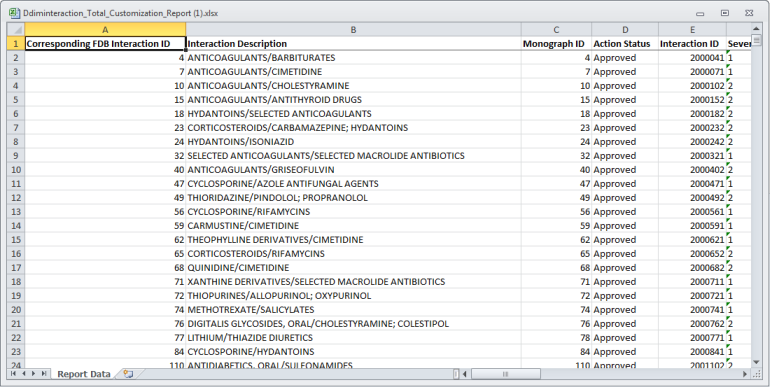 Ddiminteraction_Total_Customization_Report (1).xlsx
A B C D E
1 Corresponding FDB Interaction ID Interaction Description Monograph ID Action Status Interaction ID Sever
2 4 ANTICOAGULANTS/BARBITURATES 4 Approved 2000041 1
3 7 ANTICOAGULANTS/CIMETIDINE 7 Approved 2000071 1
4 10 ANTICOAGULANTS/CHOLESTYRAMINE 10 Approved 2000102 2
5 15 ANTICOAGULANTS/ANTITHYROID DRUGS 15 Approved 2000152 2
6 18 HYDANTOINS/SELECTED ANTICOAGULANTS 18 Approved 2000182 2
7 23 CORTICOSTEROIDS/CARBAMAZEPINE; HYDANTOINS 23 Approved 2000232 2
8 24 HYDANTOINS/ISONIAZID 24 Approved 2000242 2
9 32 SELECTED ANTICOAGULANTS/SELECTED MACROLIDE ANTIBIOTICS 32 Approved 2000321 1
10 40 ANTICOAGULANTS/GRISEOFULVIN 40 Approved 2000402 2
11 47 CYCLOSPORINE/AZOLE ANTIFUNGAL AGENTS 47 Approved 2000471 1
12 49 THIORIDAZINE/PINDOLOL; PROPRANOLOL 49 Approved 2000492 2
13 56 CYCLOSPORINE/RIFAMYCINS 56 Approved 2000561 1
14 59 CARMUSTINE/CIMETIDINE 59 Approved 2000591 1
15 62 THEOPHYLLINE DERIVATIVES/CIMETIDINE 62 Approved 2000621 1
16 65 CORTICOSTEROIDS/RIFAMYCINS 65 Approved 2000652 2
17 68 QUINIDINE/CIMETIDINE 68 Approved 2000682 2
18 71 XANTHINE DERIVATIVES/SELECTED MACROLIDE ANTIBIOTICS 71 Approved 2000711 1
19 72 THIOPURINES/ALLOPURINOL; OXYPURINOL 72 Approved 2000721 1
20 74 METHOTREXATE/SALICYLATES 74 Approved 2000741 1
21 76 DIGITALIS GLYCOSIDES, ORAL/CHOLESTYRAMINE; COLESTIPOL 76 Approved 2000762 2
22 77 LITHIUM/THIAZIDE DIURETICS 78 Approved 2000771 1
23 84 CYCLOSPORINE/HYDANTOINS 84 Approved 2000841 1
24 110 ANTIDIABETICS, ORAL/SULFONAMIDES 110 Approved 2001102 2
Report Data